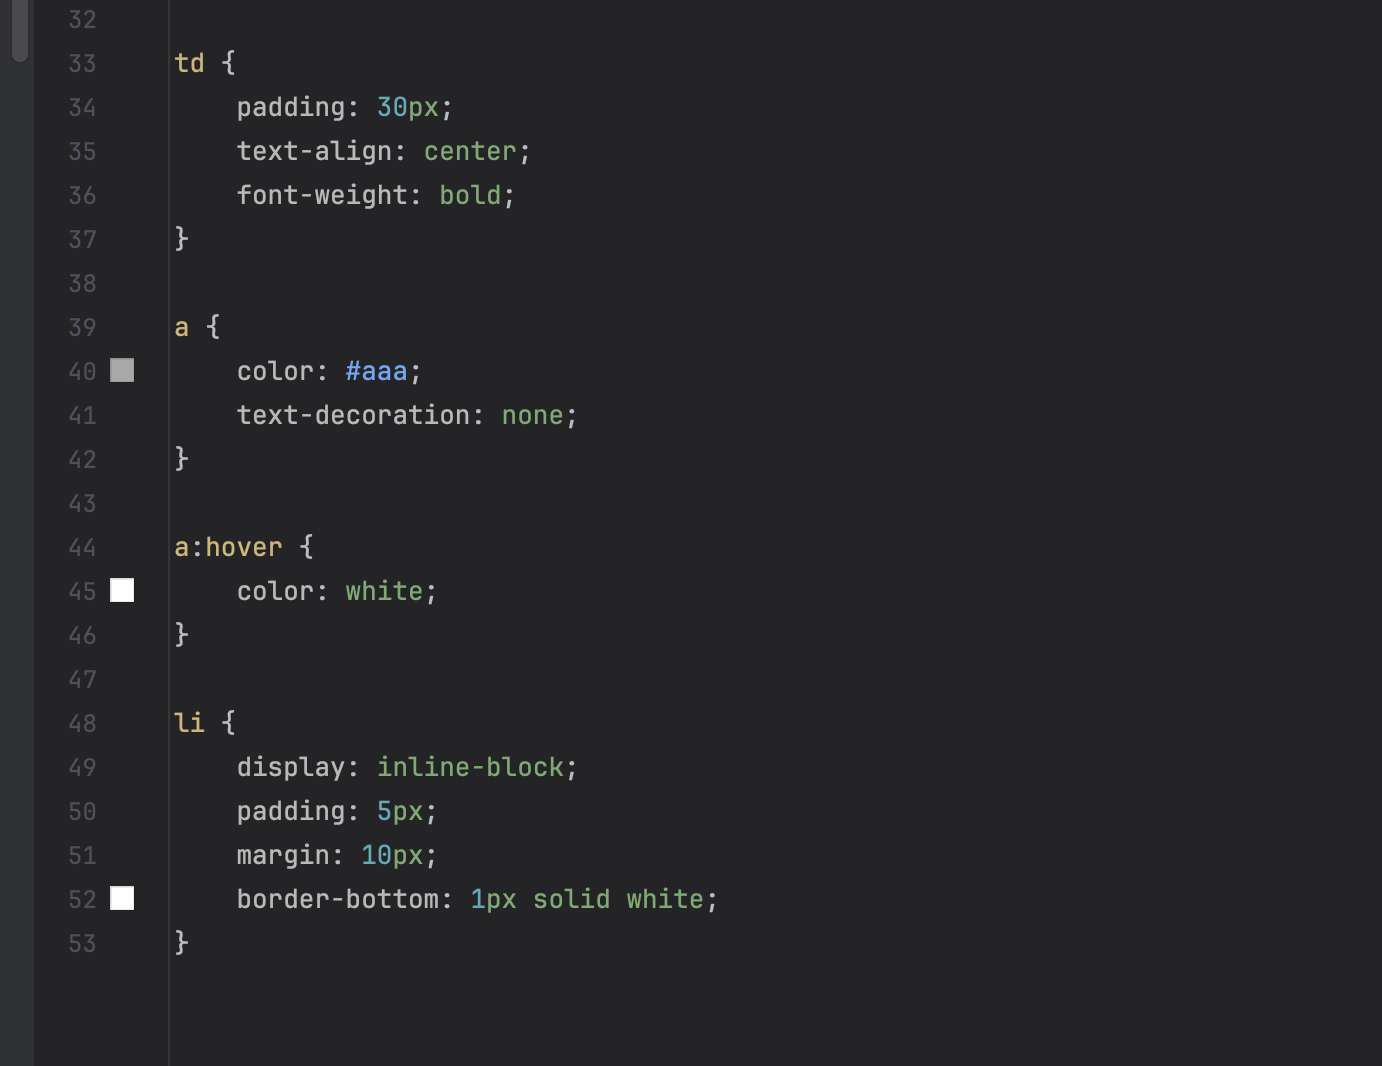 32
33 td {
34     padding: 30px;
35     text-align: center;
36     font-weight: bold;
37 }
38
39 a {
40     color: #aaa;
41     text-decoration: none;
42 }
43
44 a:hover {
45     color: white;
46 }
47
48 li {
49     display: inline-block;
50     padding: 5px;
51     margin: 10px;
52     border-bottom: 1px solid white;
53 }